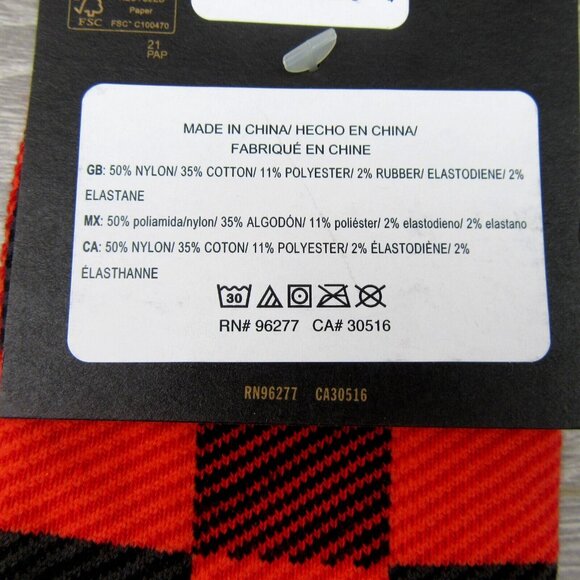 Paper
FSC
FSC® C100470
21
PAP
MADE IN CHINA/ HECHO EN CHINA/
FABRIQUÉ EN CHINE
GB: 50% NYLON/ 35% COTTON/ 11% POLYESTER/ 2% RUBBER/ ELASTODIENE/ 2%
ELASTANE
MX: 50% poliamida/nylon/ 35% ALGODÓN/ 11% poliéster/ 2% elastodieno/ 2% elastano
CA: 50% NYLON/ 35% COTON/ 11% POLYESTER/ 2% ÉLASTODIÈNE/ 2%
ÉLASTHANNE
30
RN# 96277 CA# 30516
RN96277 CA30516